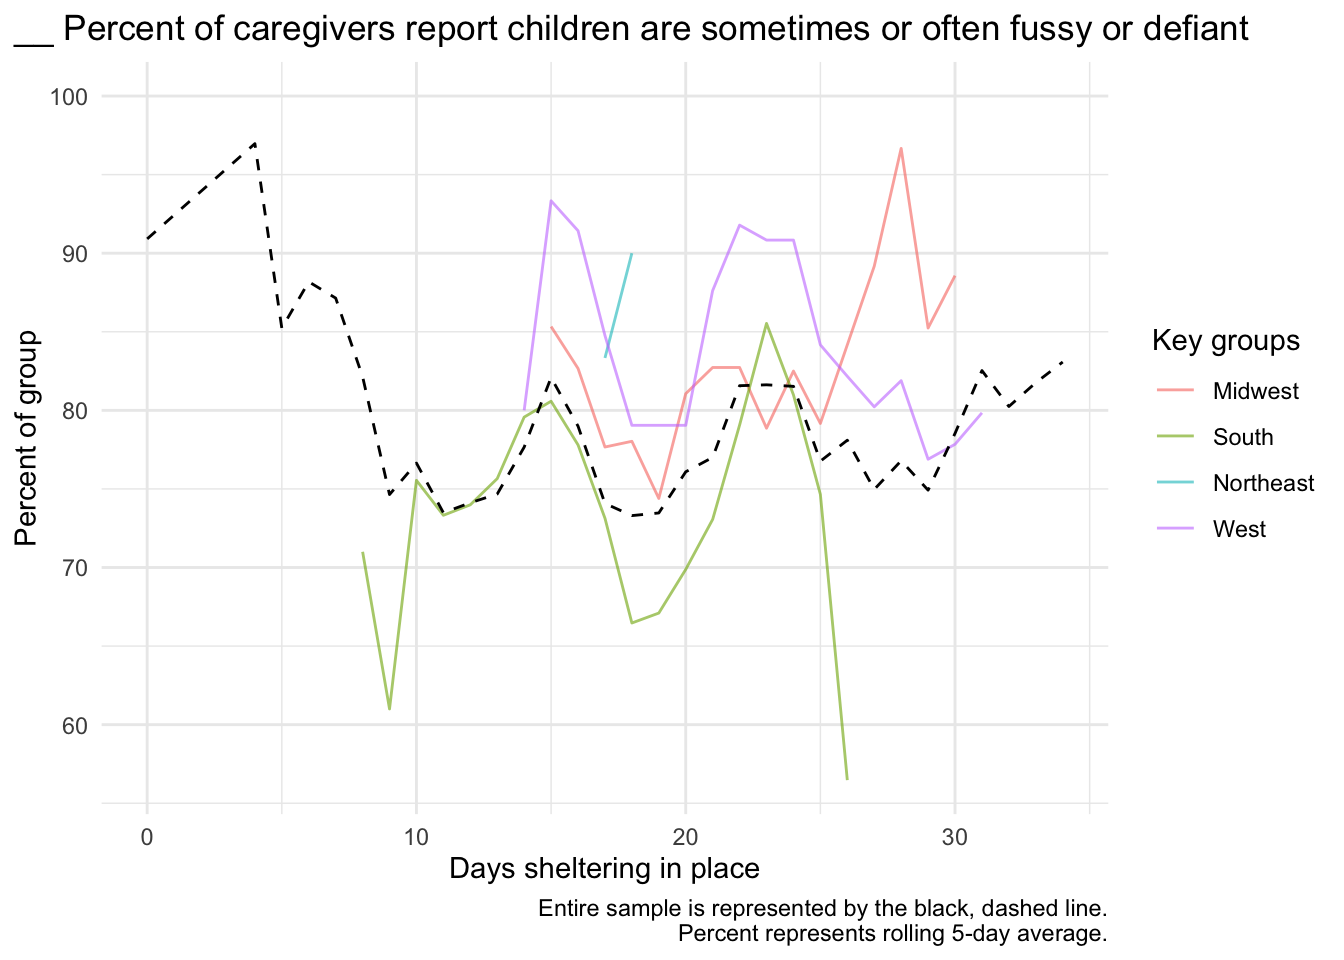 __ Percent of caregivers report children are sometimes or often fussy or defiant
100
90
80
70
60
Percent of group
0 10 20 30
Days sheltering in place
Key groups
Midwest
South
Northeast
West
Entire sample is represented by the black, dashed line.
Percent represents rolling 5-day average.